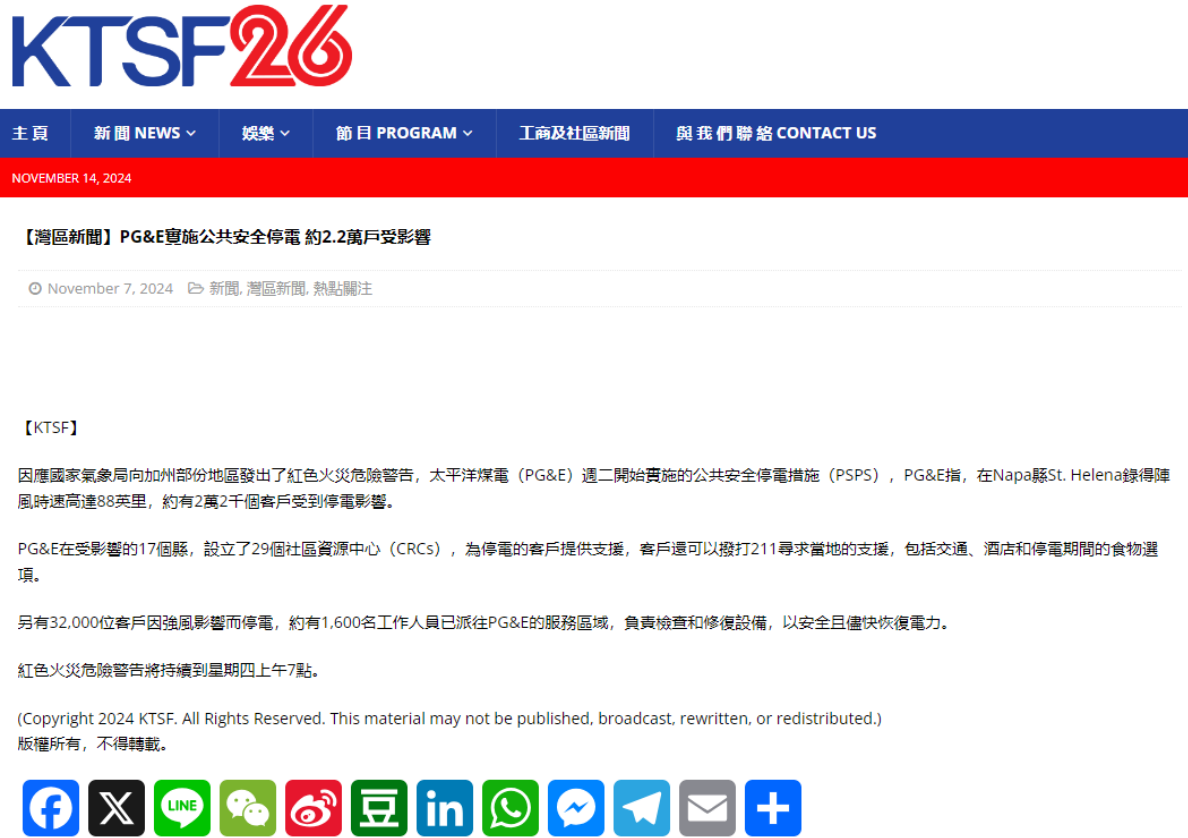 KTSF26
主頁 新聞 NEWS 娛樂 節目 PROGRAM 工商及社區新聞 與我們聯絡 CONTACT US
NOVEMBER 14, 2024
【灣區新聞】PG&E實施公共安全停電 約2.2萬戶受影響
November 7, 2024 新聞, 灣區新聞, 熱點關注
【KTSF】
因應國家氣象局向加州部份地區發出了紅色火災危險警告，太平洋煤電（PG&E）週二開始實施的公共安全停電措施（PSPS），PG&E指，在Napa縣St. Helena錄得陣
風時速高達88英里，約有2萬2千個客戶受到停電影響。
PG&E在受影響的17個縣，設立了29個社區資源中心（CRCs），為停電的客戶提供支援，客戶還可以撥打211尋求當地的支援，包括交通、酒店和停電期間的食物選
項。
另有32,000位客戶因強風影響而停電，約有1,600名工作人員已派往PG&E的服務區域，負責檢查和修復設備，以安全且儘快恢復電力。
紅色火災危險警告將持續到星期四上午7點。
(Copyright 2024 KTSF. All Rights Reserved. This material may not be published, broadcast, rewritten, or redistributed.)
版權所有，不得轉載。
LINE 豆 in